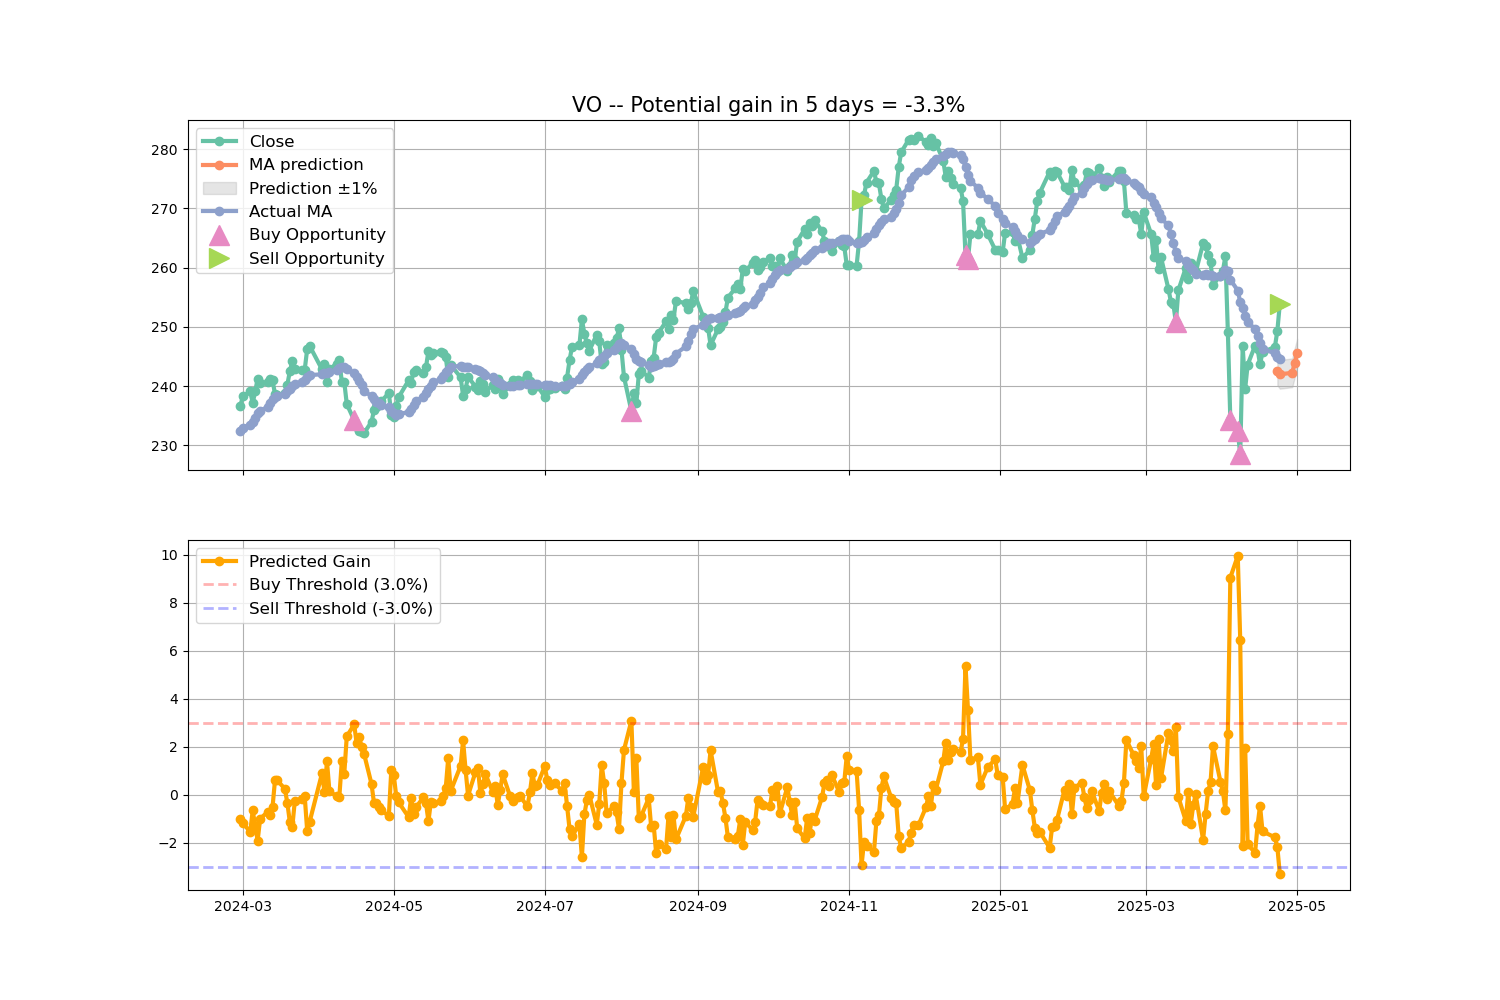 VO -- Potential gain in 5 days = -3.3%
Close
MA prediction
Prediction ±1%
Actual MA
Buy Opportunity
Sell Opportunity
280
270
260
250
240
230
Predicted Gain
Buy Threshold (3.0%)
Sell Threshold (-3.0%)
10
8
6
4
2
0
−2
2024-03 2024-05 2024-07 2024-09 2024-11 2025-01 2025-03 2025-05